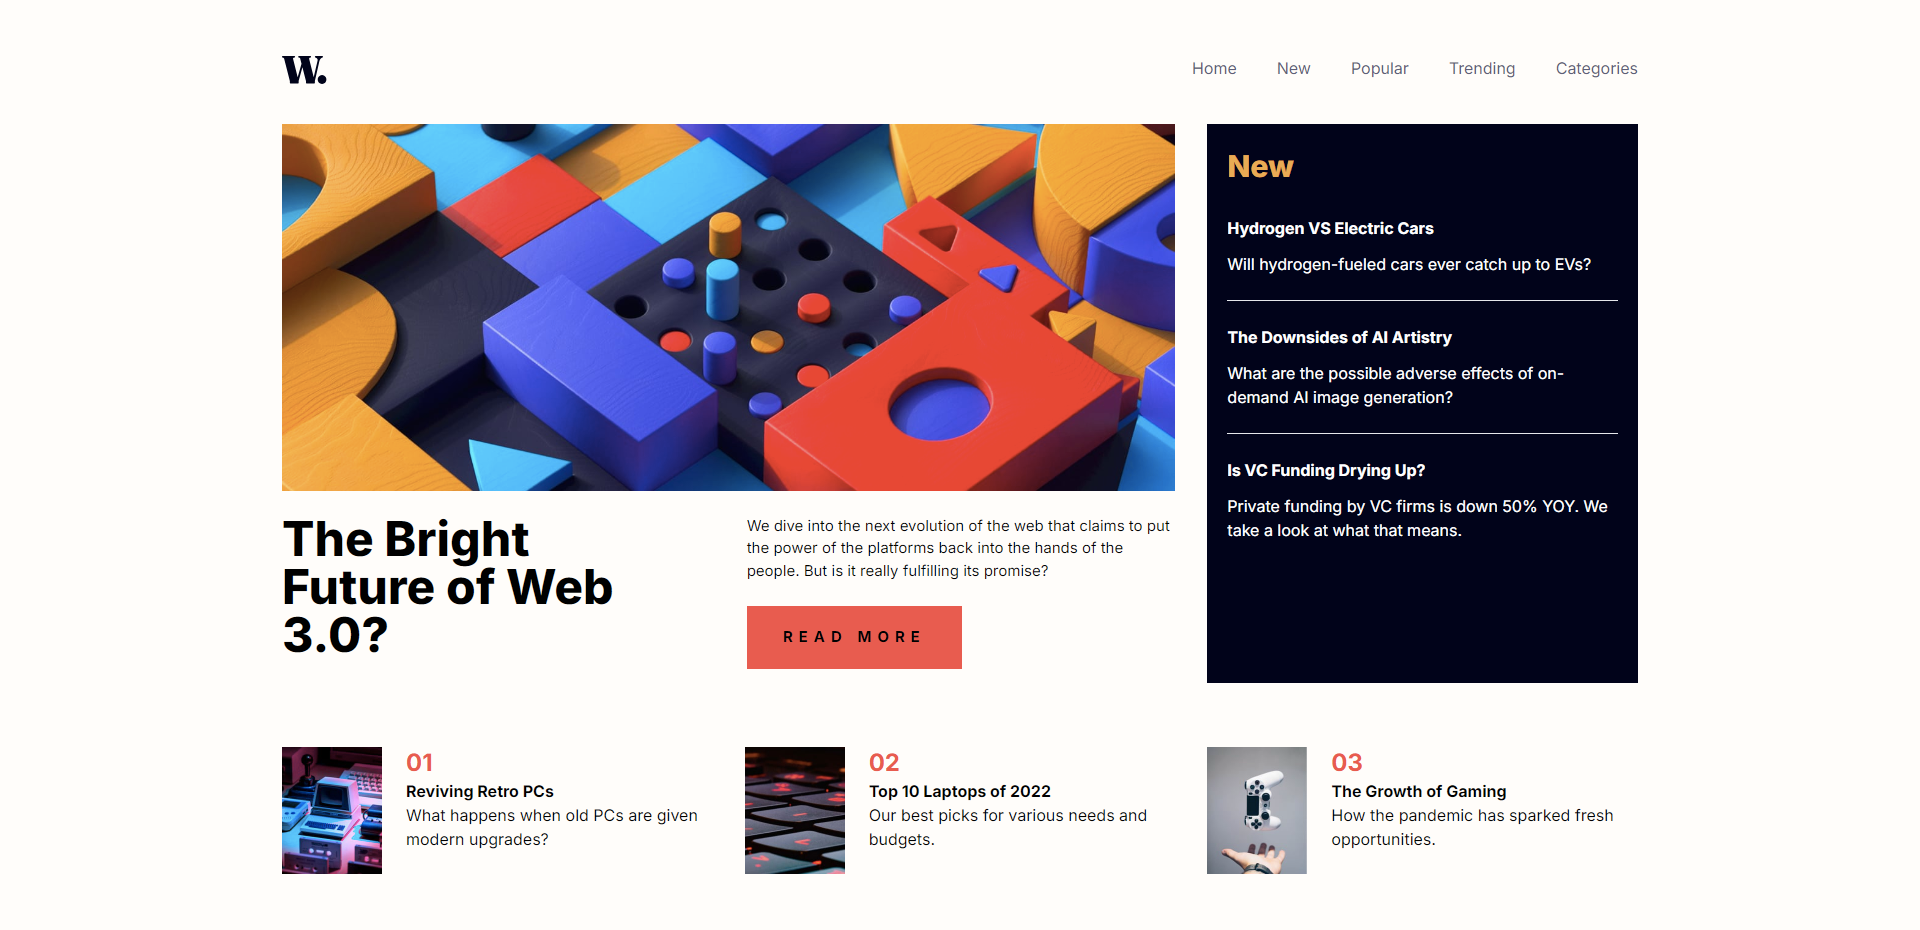 W.
Home New Popular Trending Categories
The Bright
Future of Web
3.0?
We dive into the next evolution of the web that claims to put
the power of the platforms back into the hands of the
people. But is it really fulfilling its promise?
READ MORE
New
Hydrogen VS Electric Cars
Will hydrogen-fueled cars ever catch up to EVs?
The Downsides of AI Artistry
What are the possible adverse effects of on-
demand AI image generation?
Is VC Funding Drying Up?
Private funding by VC firms is down 50% YOY. We
take a look at what that means.
01
Reviving Retro PCs
What happens when old PCs are given
modern upgrades?
02
Top 10 Laptops of 2022
Our best picks for various needs and
budgets.
03
The Growth of Gaming
How the pandemic has sparked fresh
opportunities.